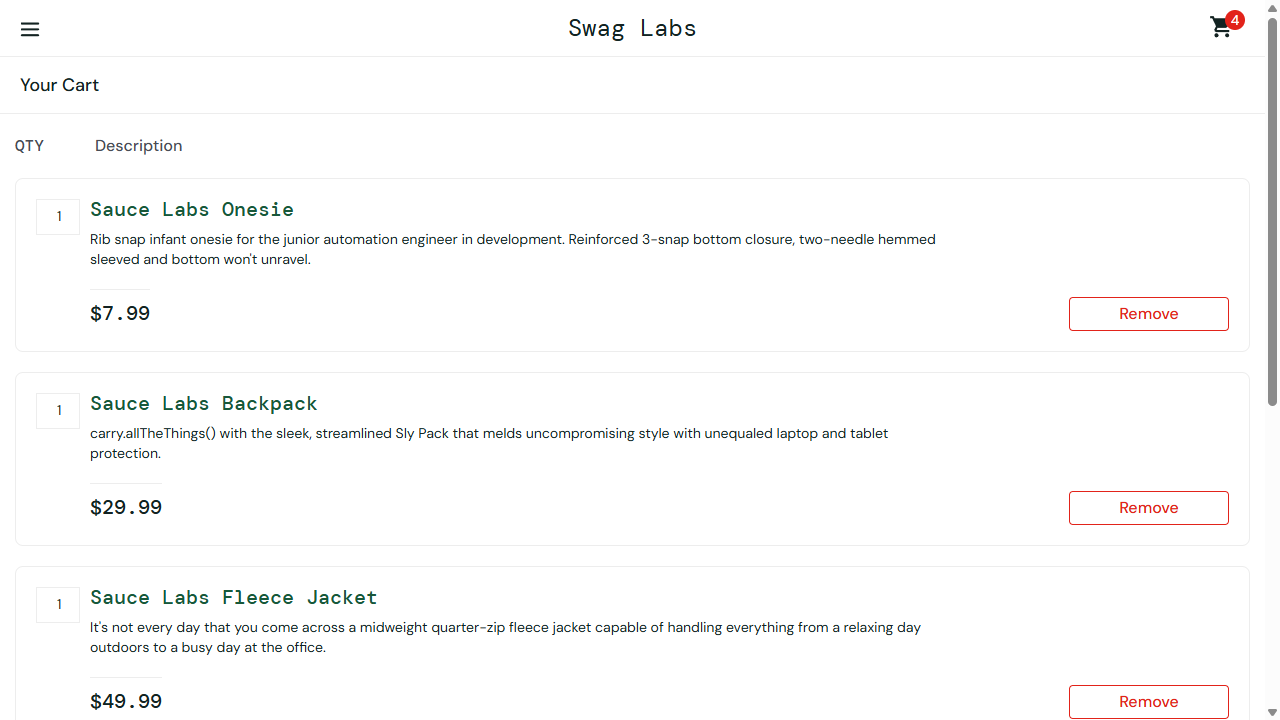 Swag Labs
4
Your Cart
QTY Description
1
Sauce Labs Onesie
Rib snap infant onesie for the junior automation engineer in development. Reinforced 3-snap bottom closure, two-needle hemmed
sleeved and bottom won't unravel.
$7.99
Remove
1
Sauce Labs Backpack
carry.allTheThings() with the sleek, streamlined Sly Pack that melds uncompromising style with unequaled laptop and tablet
protection.
$29.99
Remove
1
Sauce Labs Fleece Jacket
It's not every day that you come across a midweight quarter-zip fleece jacket capable of handling everything from a relaxing day
outdoors to a busy day at the office.
$49.99
Remove